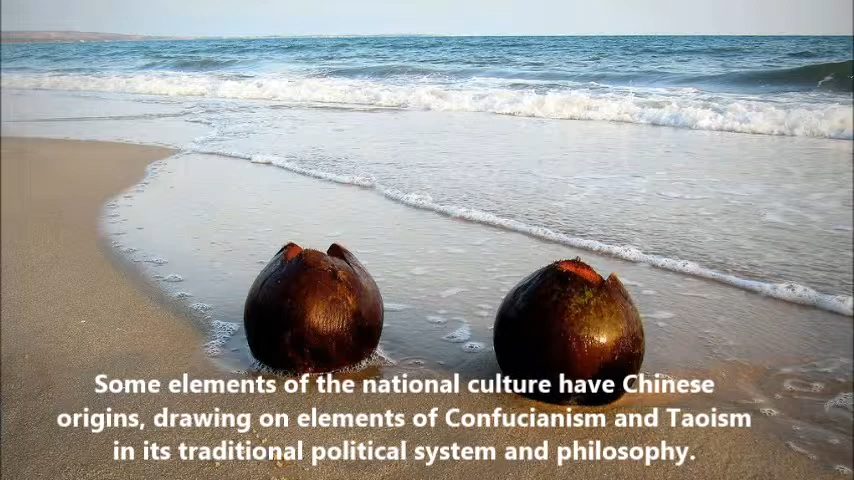 Some elements of the national culture have Chinese
origins, drawing on elements of Confucianism and Taoism
in its traditional political system and philosophy.